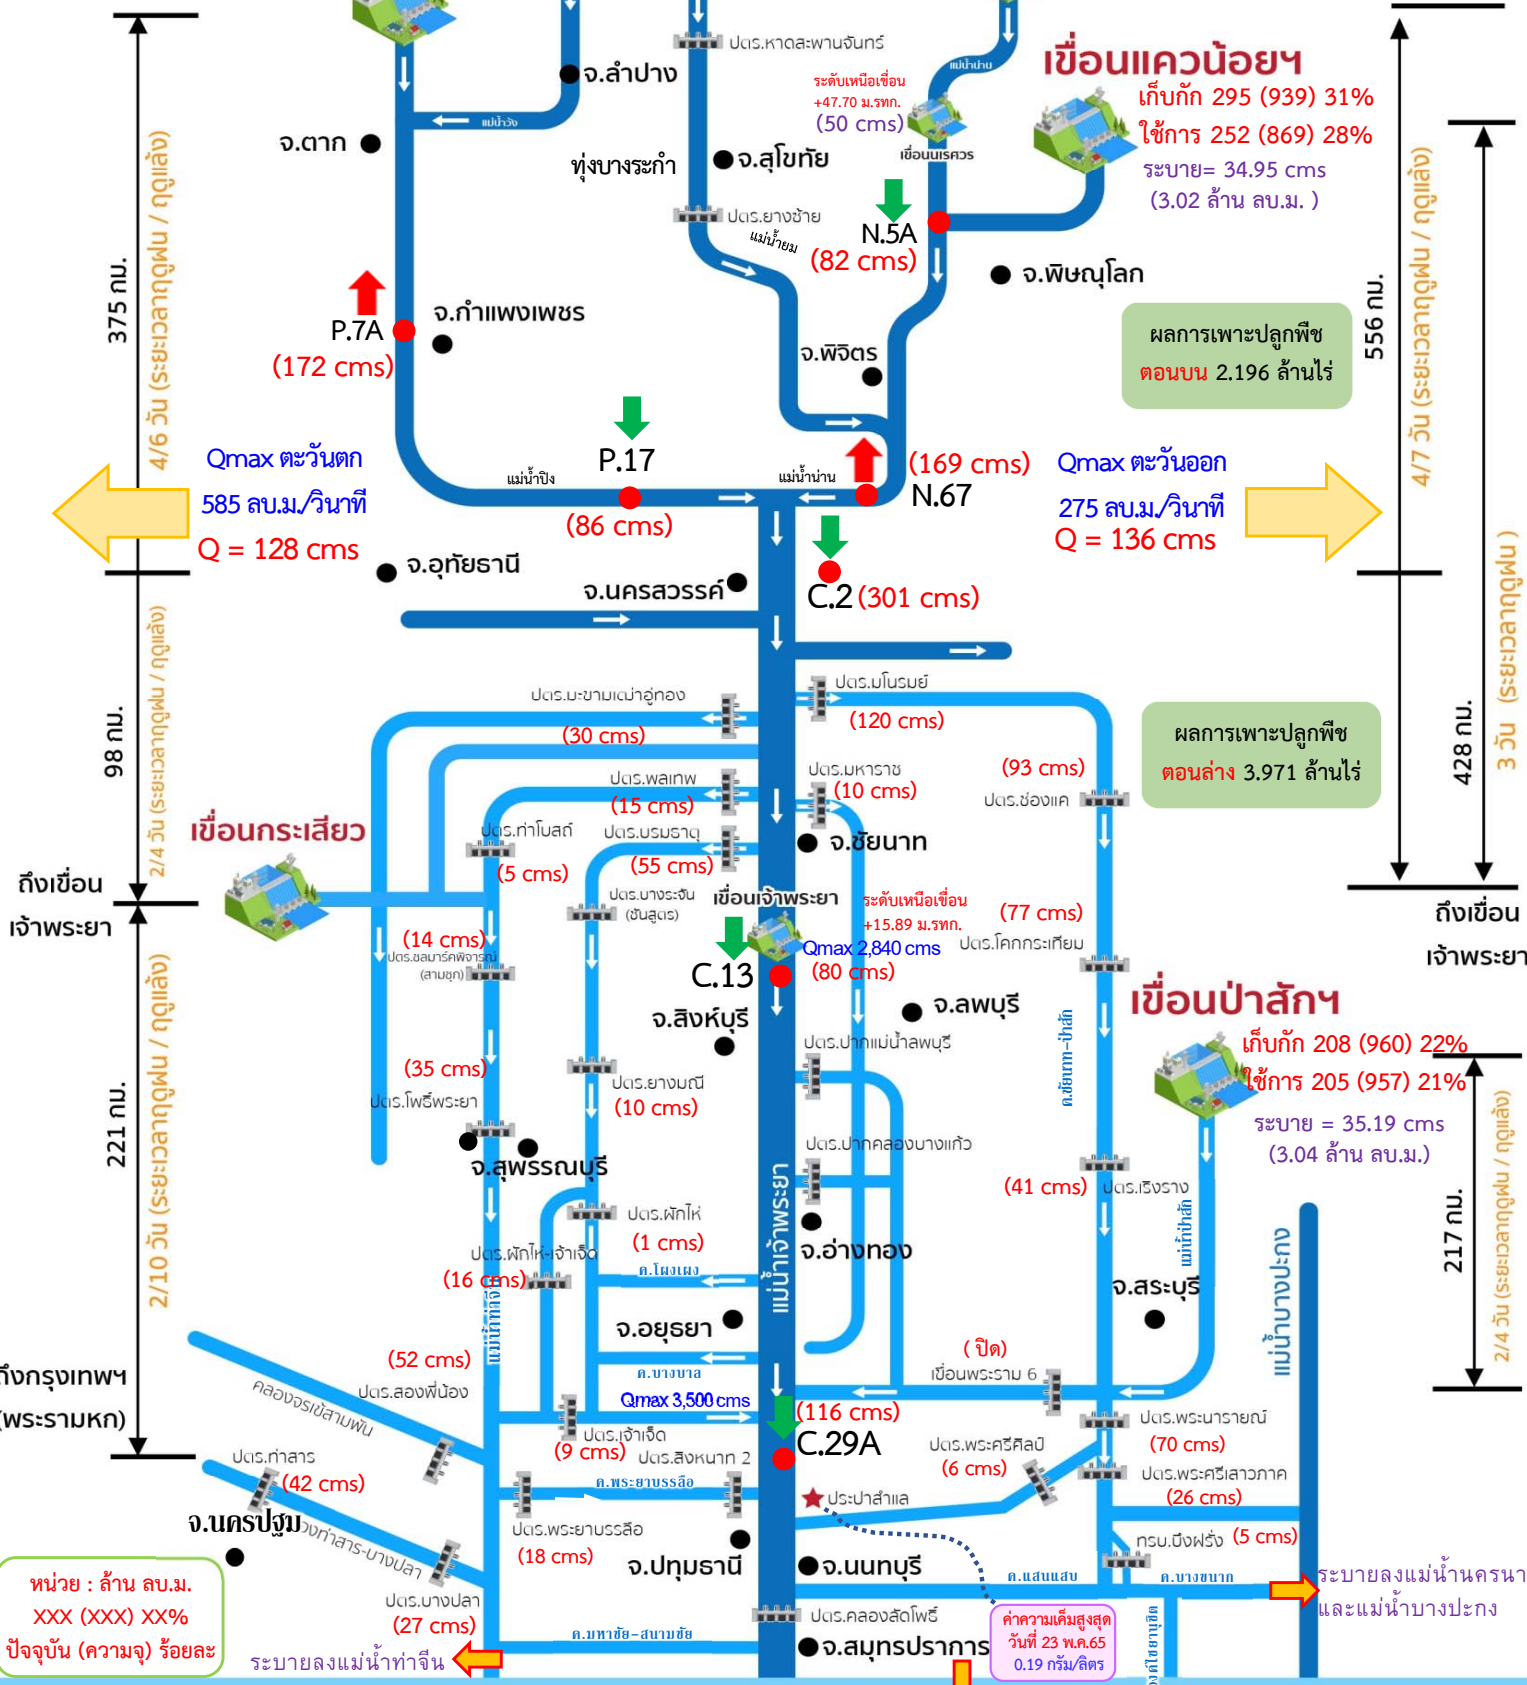 ปตร.หาดสะพานจันทร์
แม่น้ำน่าน
เขื่อนแควน้อยฯ
เก็บกัก 295 (939) 31%
ใช้การ 252 (869) 28%
ระบาย= 34.95 cms
(3.02 ล้าน ลบ.ม. )
จ.ลำปาง
ระดับเหนือเขื่อน
+47.70 ม.รทก.
(50 cms)
เขื่อนนเรศวร
แม่น้ำวัง
จ.ตาก
ทุ่งบางระกำ
จ.สุโขทัย
ปตร.ยางซ้าย
แม่น้ำยม
N.5A
(82 cms)
จ.พิษณุโลก
375 กม.
4/6 วัน (ระยะเวลาฤดูฝน / ฤดูแล้ง)
P.7A
(172 cms)
จ.กำแพงเพชร
จ.พิจิตร
ผลการเพาะปลูกพืช
ตอนบน 2.196 ล้านไร่
556 กม.
4/7 วัน (ระยะเวลาฤดูฝน / ฤดูแล้ง)
Qmax ตะวันตก
585 ลบ.ม./วินาที
Q = 128 cms
P.17
แม่น้ำปิง
(86 cms)
แม่น้ำน่าน
(169 cms)
N.67
Qmax ตะวันออก
275 ลบ.ม./วินาที
Q = 136 cms
จ.อุทัยธานี
จ.นครสวรรค์
C.2 (301 cms)
98 กม.
2/4 วัน (ระยะเวลาฤดูฝน / ฤดูแล้ง)
428 กม.
3 วัน (ระยะเวลาฤดูฝน )
ปตร.มะขามเฒ่าอู่ทอง
(30 cms)
ปตร.มโนรมย์
(120 cms)
ผลการเพาะปลูกพืช
ตอนล่าง 3.971 ล้านไร่
ปตร.พลเทพ
(15 cms)
ปตร.มหาราช
(10 cms)
(93 cms)
ปตร.ช่องแค
เขื่อนกระเสียว
ปตร.ท่าโบสถ์
(5 cms)
ปตร.บรมธาตุ
(55 cms)
จ.ชัยนาท
ถึงเขื่อน
เจ้าพระยา
ปตร.บางระจัน
(ชันสูตร)
เขื่อนเจ้าพระยา
ระดับเหนือเขื่อน
+15.89 ม.รทก.
Qmax 2,840 cms
(80 cms)
C.13
(77 cms)
ปตร.โคกกระเทียม
ถึงเขื่อน
เจ้าพระยา
(14 cms)
ปตร.ชลมาร์คพิจารณ์
(สามชุก)
จ.สิงห์บุรี
จ.ลพบุรี
ค.ชัยนาท-ป่าสัก
เขื่อนป่าสักฯ
เก็บกัก 208 (960) 22%
ใช้การ 205 (957) 21%
ระบาย = 35.19 cms
(3.04 ล้าน ลบ.ม.)
221 กม.
2/10 วัน (ระยะเวลาฤดูฝน / ฤดูแล้ง)
(35 cms)
ปตร.โพธิ์พระยา
ปตร.ยางมณี
(10 cms)
ปตร.ปากแม่น้ำลพบุรี
จ.สุพรรณบุรี
ปตร.ปากคลองบางแก้ว
(41 cms)
ปตร.เริงราง
แม่น้ำป่าสัก
217 กม.
2/4 วัน (ระยะเวลาฤดูฝน / ฤดูแล้ง)
ปตร.ผักไห่
(1 cms)
ปตร.ผักไห่-เจ้าเจ็ด
(16 cms)
ค.โผงเผง
แม่น้ำเจ้าพระยา
จ.อ่างทอง
จ.สระบุรี
แม่น้ำบางปะกง
แม่น้ำท่าจีน
จ.อยุธยา
(52 cms)
ปตร.สองพี่น้อง
ค.บางบาล
( ปิด)
เขื่อนพระราม 6
ถึงกรุงเทพฯ
(พระรามหก)
คลองจรเข้สามพัน
Qmax 3,500 cms
(116 cms)
C.29A
ปตร.เจ้าเจ็ด
(9 cms)
ปตร.พระนารายณ์
(70 cms)
ปตร.ท่าสาร
(42 cms)
ปตร.สิงหนาท 2
ค.พระยาบรรลือ
ปตร.พระศรีศิลป์
(6 cms)
ปตร.พระศรีเสาวภาค
(26 cms)
ประปาสำแล
จ.นครปฐม
ปตร.พระยาบรรลือ
(18 cms)
จ.ปทุมธานี
จ.นนทบุรี
ทรบ.บึงฝรั่ง
(5 cms)
หน่วย : ล้าน ลบ.ม.
XXX (XXX) XX%
ปัจจุบัน (ความจุ) ร้อยละ
ปตร.บางปลา
(27 cms)
ค.แสนแสบ
ค.บางขนาก
ระบายลงแม่น้ำนครนา
และแม่น้ำบางปะกง
ปตร.คลองลัดโพธิ์
ค.มหาชัย-สนามชัย
ระบายลงแม่น้ำท่าจีน
จ.สมุทรปราการ
ค่าความเค็มสูงสุด
วันที่ 23 พ.ค.65
0.19 กรัม/ลิตร